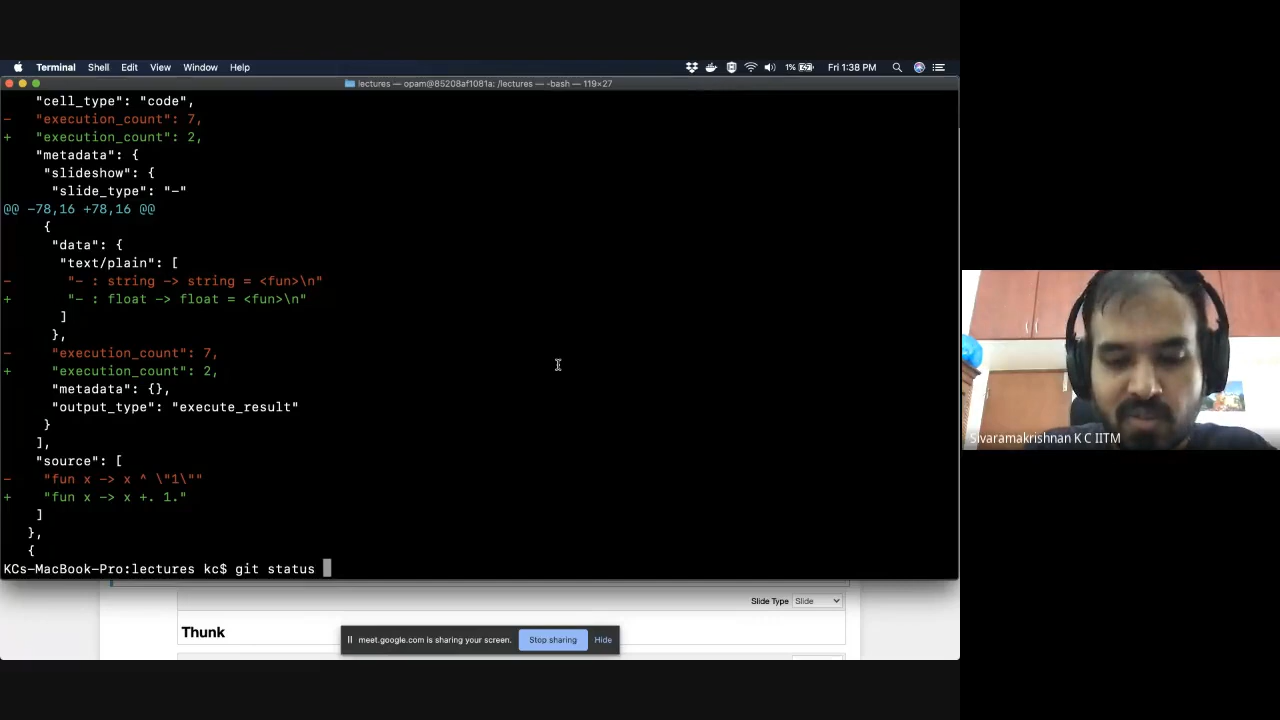 Terminal Shell Edit View Window Help 1% Fri 1:38 PM
lectures — opam@85208af1081a: /lectures — -bash — 119×27
"cell_type": "code",
- "execution_count": 7,
+ "execution_count": 2,
"metadata": {
"slideshow": {
"slide_type": "-"
@@ -78,16 +78,16 @@
{
"data": {
"text/plain": [
- "- : string -> string = <fun>\n"
+ "- : float -> float = <fun>\n"
]
},
- "execution_count": 7,
+ "execution_count": 2,
"metadata": {},
"output_type": "execute_result"
}
],
"source": [
- "fun x -> x ^ \"1\""
+ "fun x -> x +. 1."
]
},
{
KCs-MacBook-Pro:lectures kc$ git status
Slide Type Slide
Thunk
meet.google.com is sharing your screen. Stop sharing Hide
Sivaramakrishnan K C IITM